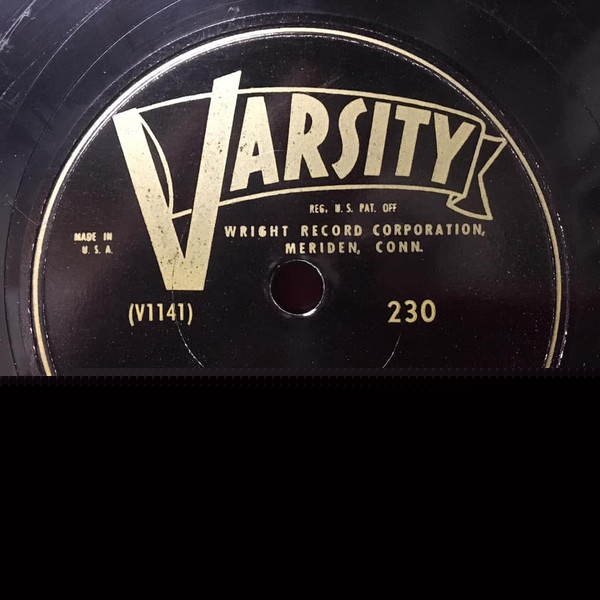 VARSITY
REG. U.S. PAT. OFF
MADE IN
U. S. A.
WRIGHT RECORD CORPORATION,
MERIDEN, CONN.
(V1141)
230